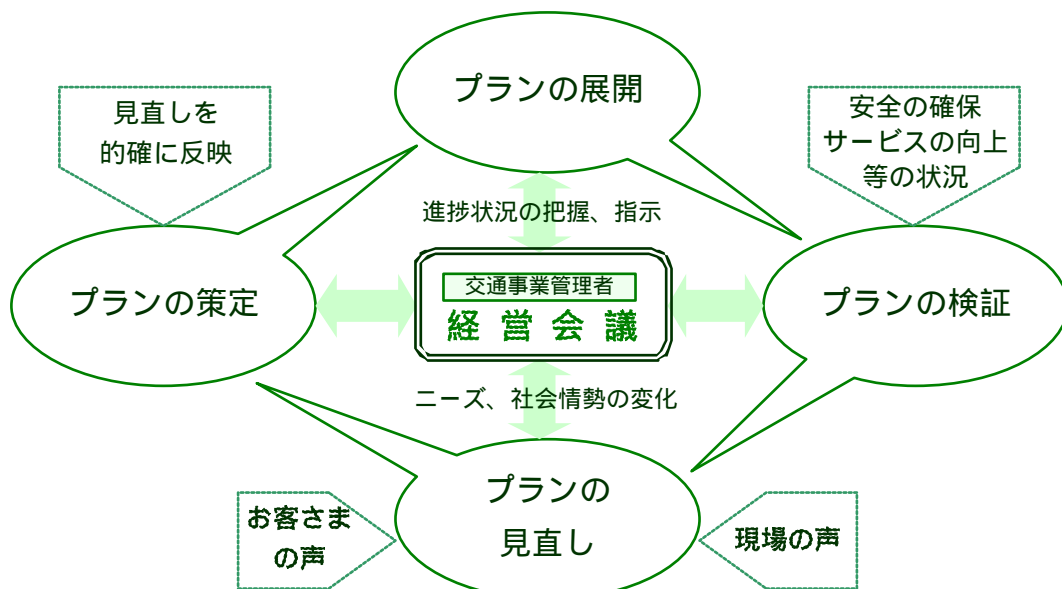 プランの展開
見直しを
的確に反映
安全の確保
サービスの向上
等の状況
進捗状況の把握、指示
プランの策定
交通事業管理者
経営会議
プランの検証
ニーズ、社会情勢の変化
プランの
見直し
お客さま
の声
現場の声